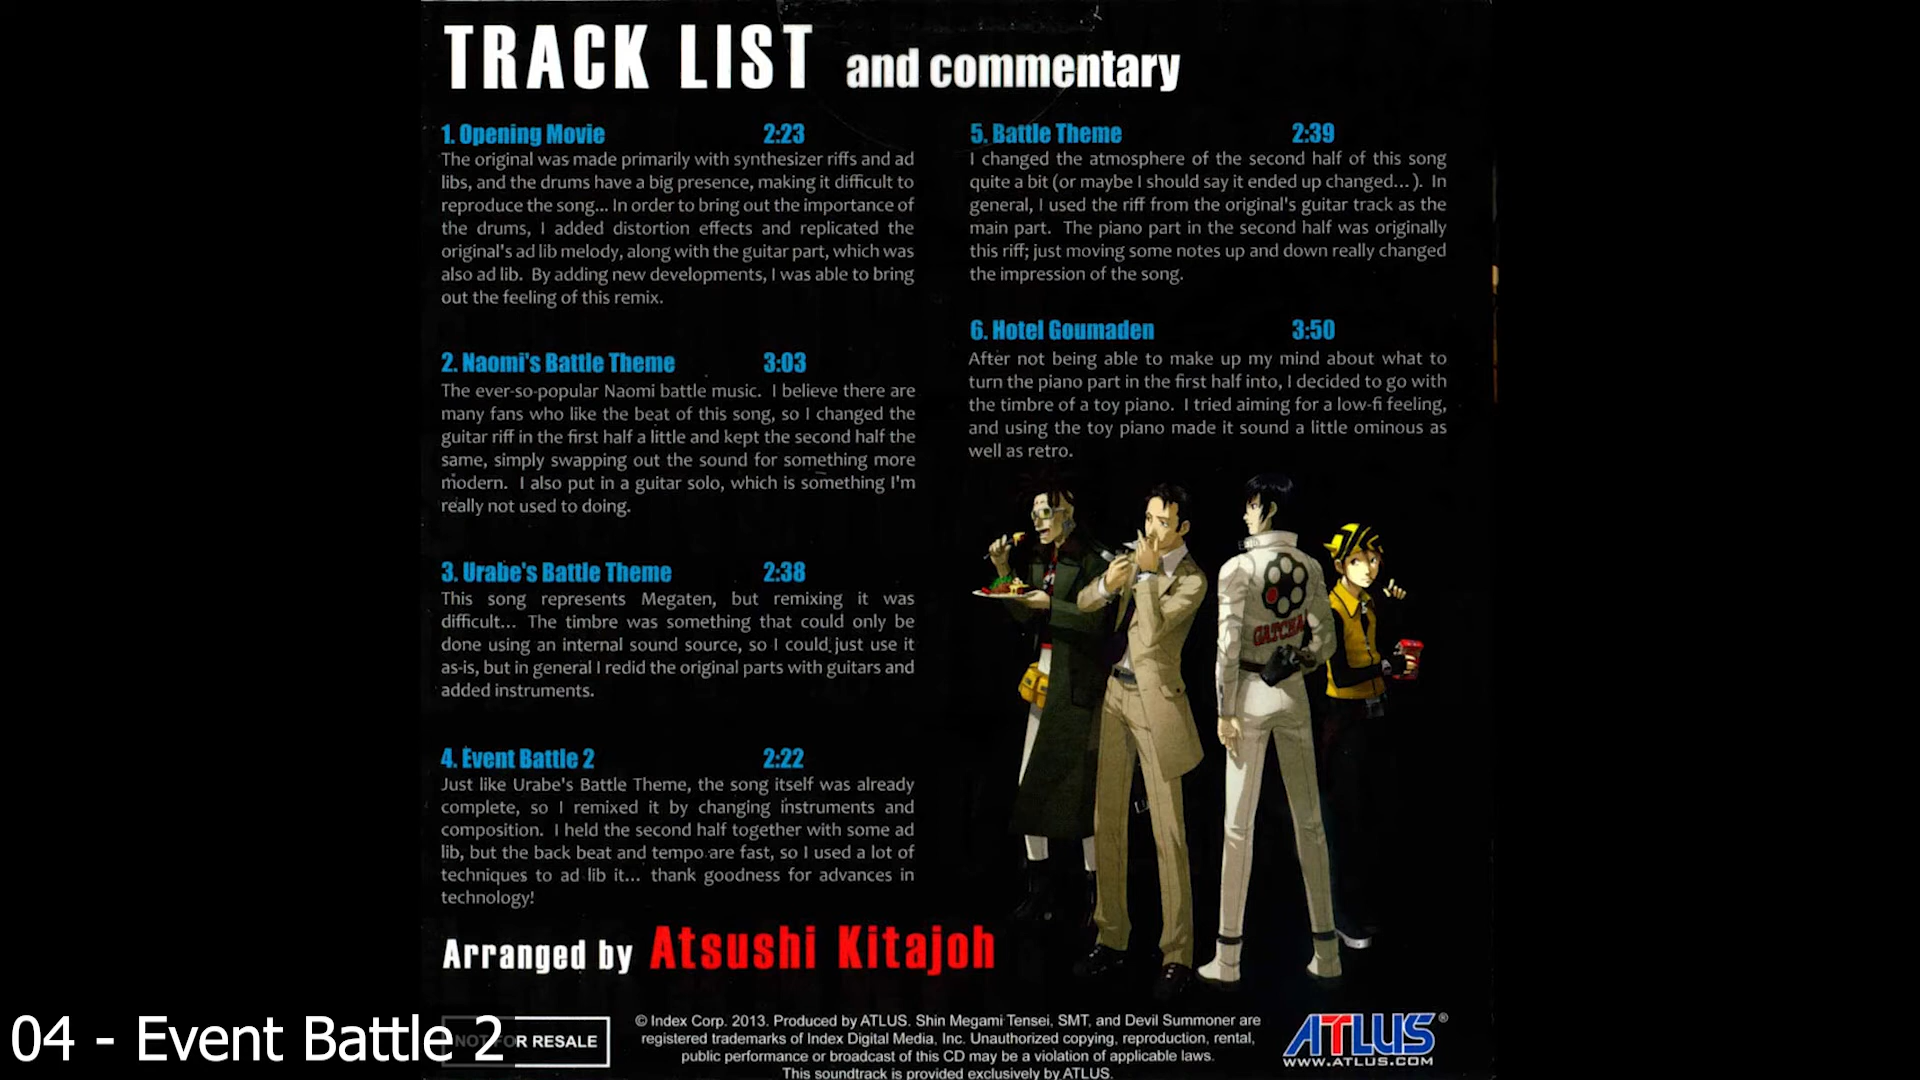 TRACK LIST and commentary
1. Opening Movie 2:23
The original was made primarily with synthesizer riffs and ad
libs, and the drums have a big presence, making it difficult to
reproduce the song... In order to bring out the importance of
the drums, I added distortion effects and replicated the
original's ad lib melody, along with the guitar part, which was
also ad lib. By adding new developments, I was able to bring
out the feeling of this remix.
2. Naomi's Battle Theme 3:03
The ever-so-popular Naomi battle music. I believe there are
many fans who like the beat of this song, so I changed the
guitar riff in the first half a little and kept the second half the
same, simply swapping out the sound for something more
modern. I also put in a guitar solo, which is something I'm
really not used to doing.
3. Urabe's Battle Theme 2:38
This song represents Megaten, but remixing it was
difficult... The timbre was something that could only be
done using an internal sound source, so I could just use it
as-is, but in general I redid the original parts with guitars and
added instruments.
4. Event Battle 2 2:22
Just like Urabe's Battle Theme, the song itself was already
complete, so I remixed it by changing instruments and
composition. I held the second half together with some ad
lib, but the back beat and tempo are fast, so I used a lot of
techniques to ad lib it... thank goodness for advances in
technology!
5. Battle Theme 2:39
I changed the atmosphere of the second half of this song
quite a bit (or maybe I should say it ended up changed...). In
general, I used the riff from the original's guitar track as the
main part. The piano part in the second half was originally
this riff; just moving some notes up and down really changed
the impression of the song.
6. Hotel Goumaden 3:50
After not being able to make up my mind about what to
turn the piano part in the first half into, I decided to go with
the timbre of a toy piano. I tried aiming for a low-fi feeling,
and using the toy piano made it sound a little ominous as
well as retro.
GATCHA
Arranged by Atsushi Kitajoh
04 - Event Battle 2
NOT FOR RESALE
© Index Corp. 2013. Produced by ATLUS. Shin Megami Tensei, SMT, and Devil Summoner are
registered trademarks of Index Digital Media, Inc. Unauthorized copying, reproduction, rental,
public performance or broadcast of this CD may be a violation of applicable laws.
This soundtrack is provided exclusively by ATLUS.
ATLUS®
WWW.ATLUS.COM